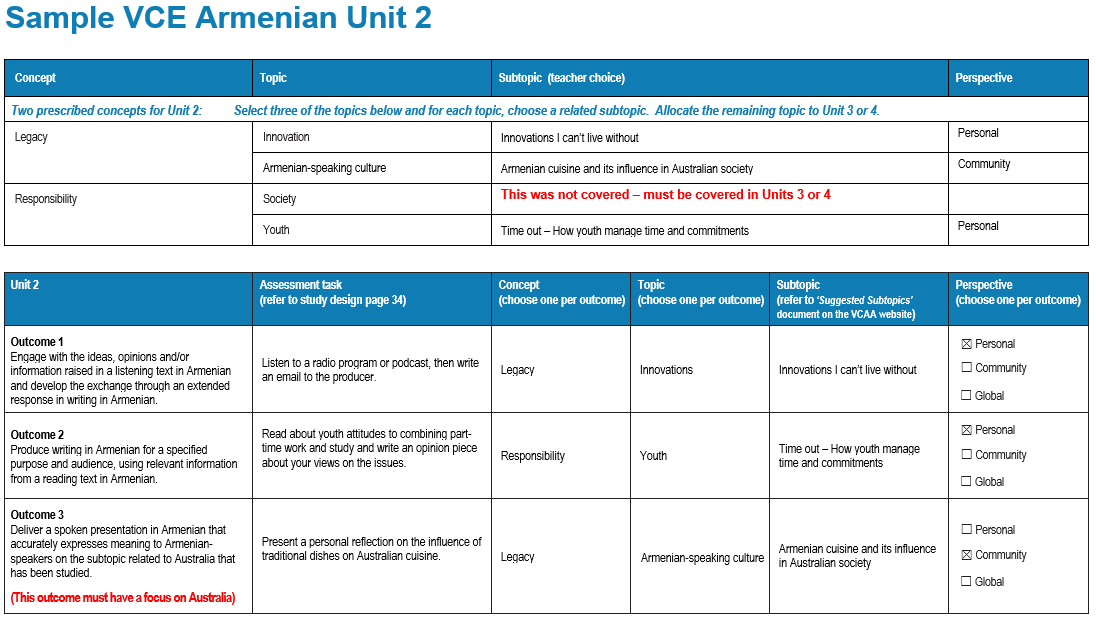 Sample VCE Armenian Unit 2
Concept
Topic
Subtopic (teacher choice)
Perspective
Two prescribed concepts for Unit 2: Select three of the topics below and for each topic, choose a related subtopic. Allocate the remaining topic to Unit 3 or 4.
Legacy
Innovation
Innovations I can't live without
Personal
Armenian-speaking culture
Armenian cuisine and its influence in Australian society
Community
Responsibility
Society
This was not covered – must be covered in Units 3 or 4
Youth
Time out – How youth manage time and commitments
Personal
Unit 2
Assessment task
(refer to study design page 34)
Concept
(choose one per outcome)
Topic
(choose one per outcome)
Subtopic
(refer to 'Suggested Subtopics'
document on the VCAA website)
Perspective
(choose one per outcome)
Outcome 1
Engage with the ideas, opinions and/or
information raised in a listening text in Armenian
and develop the exchange through an extended
response in writing in Armenian.
Listen to a radio program or podcast, then write
an email to the producer.
Legacy
Innovations
Innovations I can't live without
☒ Personal
☐ Community
☐ Global
Outcome 2
Produce writing in Armenian for a specified
purpose and audience, using relevant information
from a reading text in Armenian.
Read about youth attitudes to combining part-
time work and study and write an opinion piece
about your views on the issues.
Responsibility
Youth
Time out – How youth manage
time and commitments
☒ Personal
☐ Community
☐ Global
Outcome 3
Deliver a spoken presentation in Armenian that
accurately expresses meaning to Armenian-
speakers on the subtopic related to Australia that
has been studied.
(This outcome must have a focus on Australia)
Present a personal reflection on the influence of
traditional dishes on Australian cuisine.
Legacy
Armenian-speaking culture
Armenian cuisine and its influence
in Australian society
☐ Personal
☒ Community
☐ Global